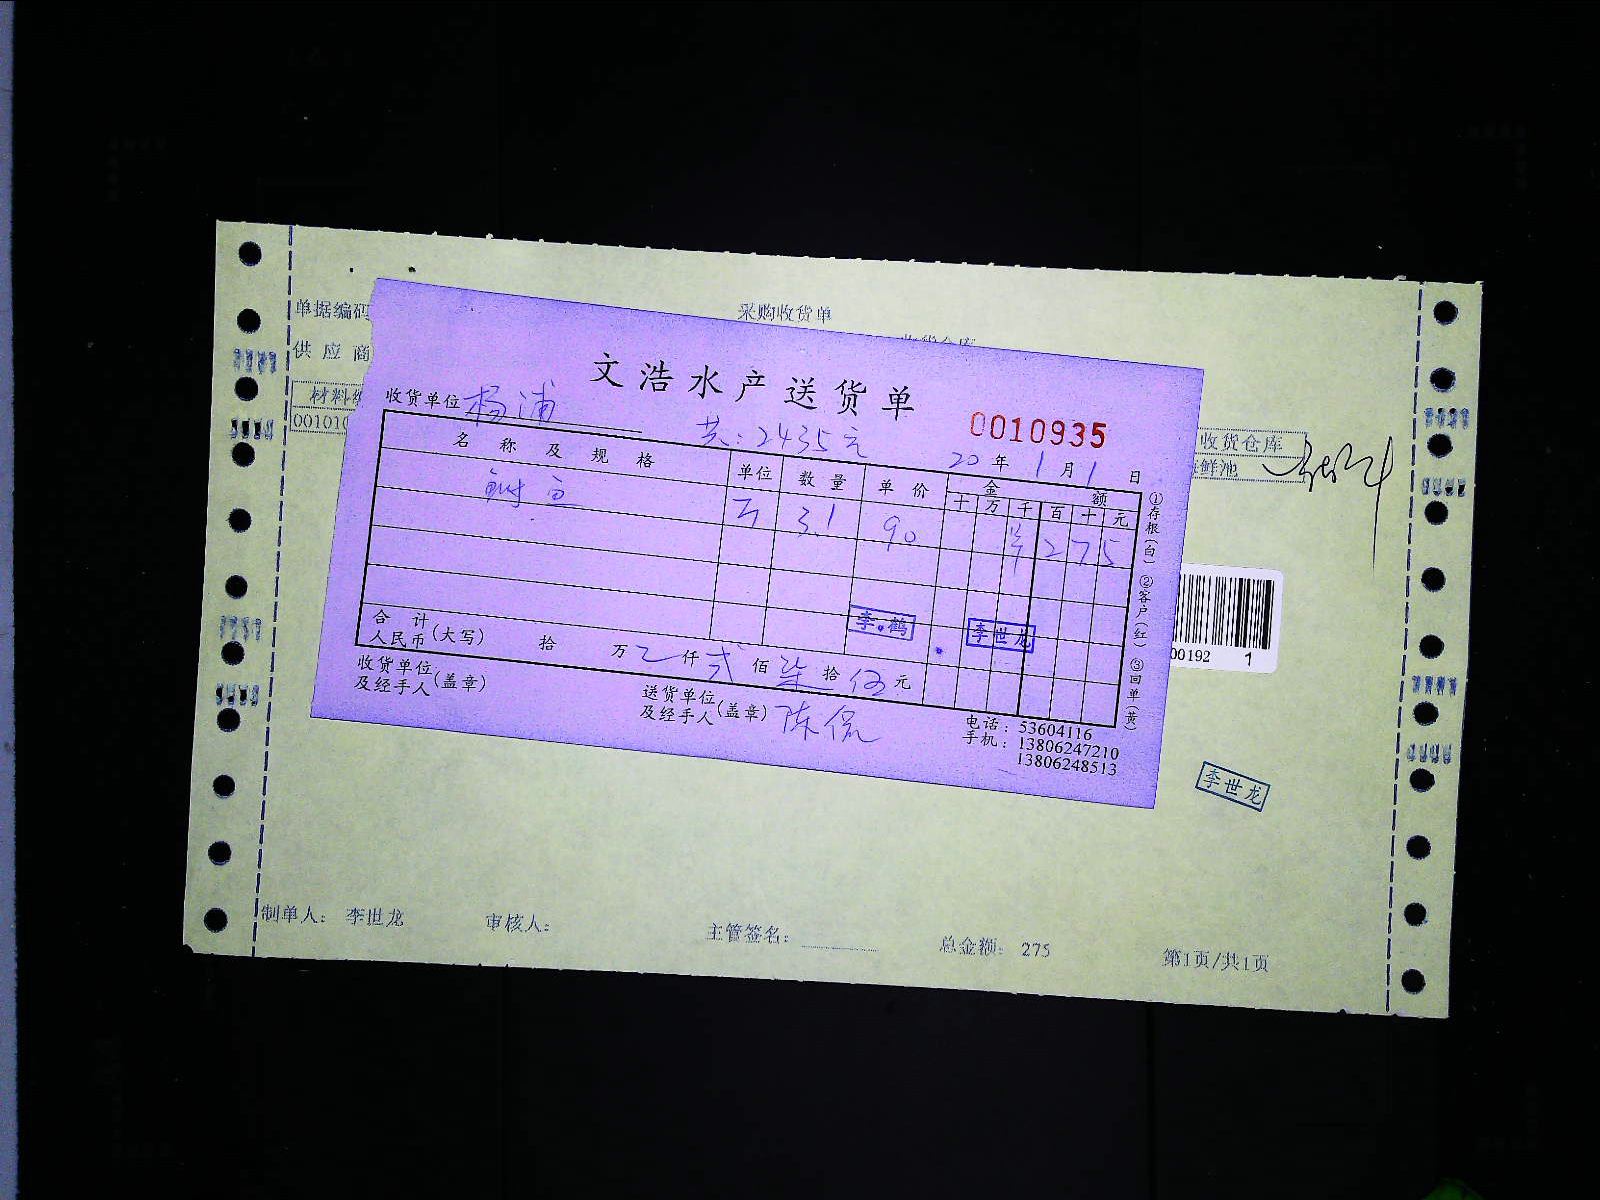 单据编码
采购收货单
供应商
材料
00101
收货仓库
鲜池
文浩水产送货单
收货单位 杨浦
共:2435元
0010935
20年1月1日
名称及规格 单位 数量 单价 金额
十万千百十元
3.1 90 ¥275
①存根(白) ②客户(红) ③回单(黄)
李世龙
合计
人民币(大写) 拾 万 仟 弍 佰 柒 拾 伍 元
收货单位
及经手人(盖章)
送货单位
及经手人(盖章) 陈侃
电话:53604116
手机:13806247210
13806248513
00192 1
李世龙
制单人: 李世龙 审核人: 主管签名: 总金额: 275 第1页/共1页